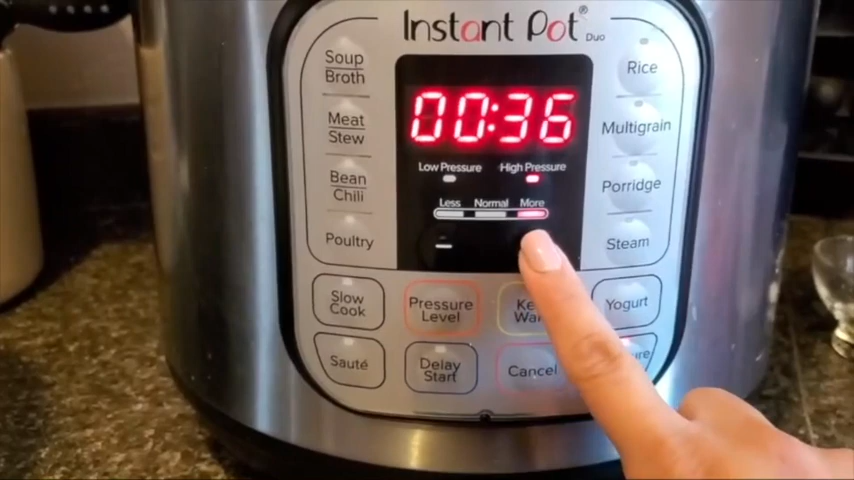 Instant Pot®
Duo
00:36
Low Pressure
High Pressure
Less
Normal
More
Soup
Broth
Meat
Stew
Bean
Chili
Poultry
Rice
Multigrain
Porridge
Steam
Slow
Cook
Pressure
Level
Yogurt
Sauté
Delay
Start
Cancel